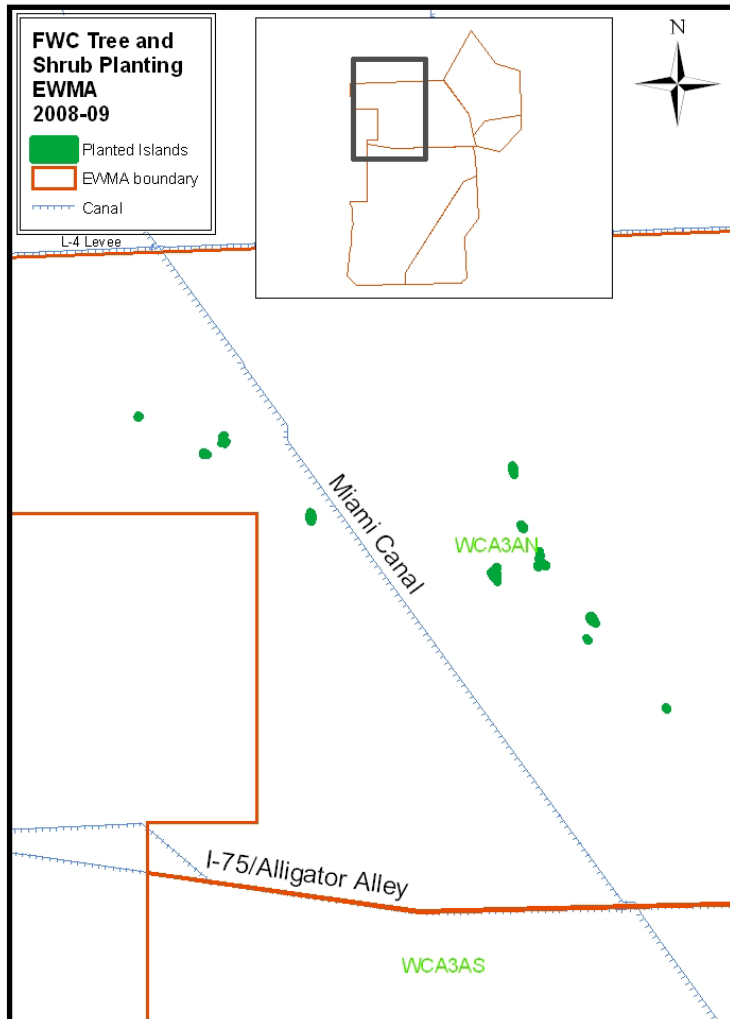 FWC Tree and
Shrub Planting
EWMA
2008-09
Planted Islands
EWMA boundary
Canal
N
L-4 Levee
Miami Canal
WCA3AN
I-75/Alligator Alley
WCA3AS